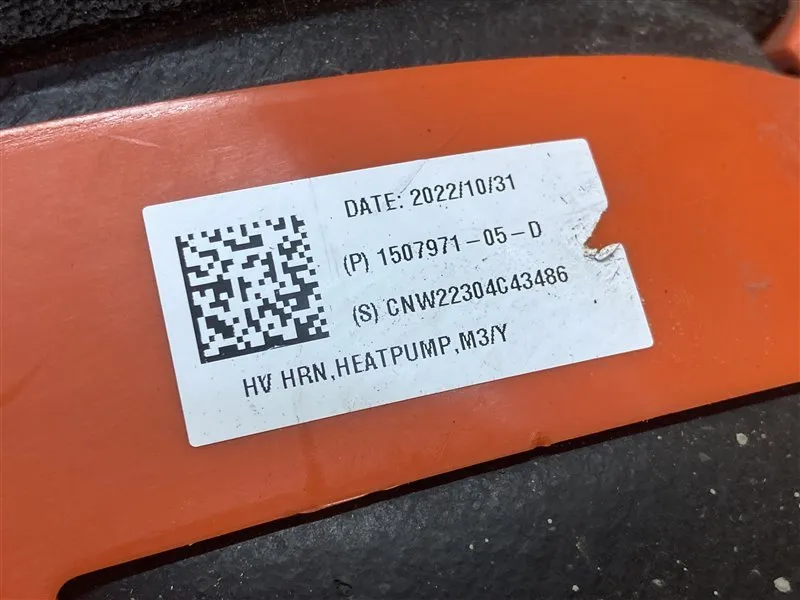 DATE: 2022/10/31
(P) 1507971-05-D
(S) CNW22304C43486
HV HRN,HEATPUMP,M3/Y